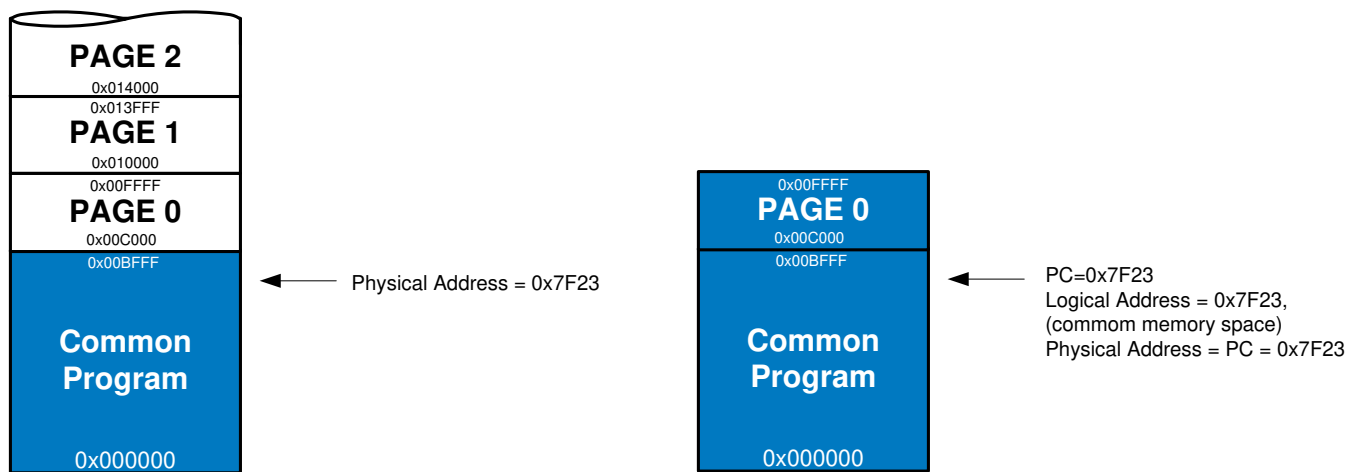 PAGE 2
0x014000
0x013FFF
PAGE 1
0x010000
0x00FFFF
PAGE 0
0x00C000
0x00BFFF
Common
Program
0x000000
Physical Address = 0x7F23
0x00FFFF
PAGE 0
0x00C000
0x00BFFF
Common
Program
0x000000
PC=0x7F23
Logical Address = 0x7F23,
(commom memory space)
Physical Address = PC = 0x7F23